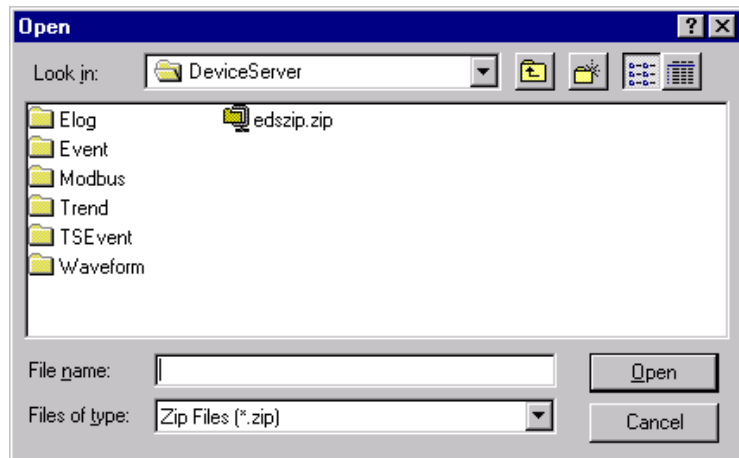 Open
Look in: DeviceServer
Elog edszip.zip
Event
Modbus
Trend
TSEvent
Waveform
File name: Open
Files of type: Zip Files (*.zip) Cancel